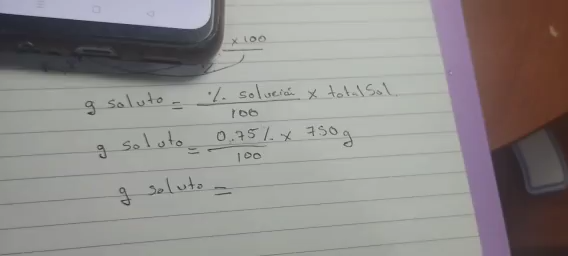 x 100
g soluto = % solución x total Sol.
100
g soluto = 0.75% x 750 g
100
g soluto =